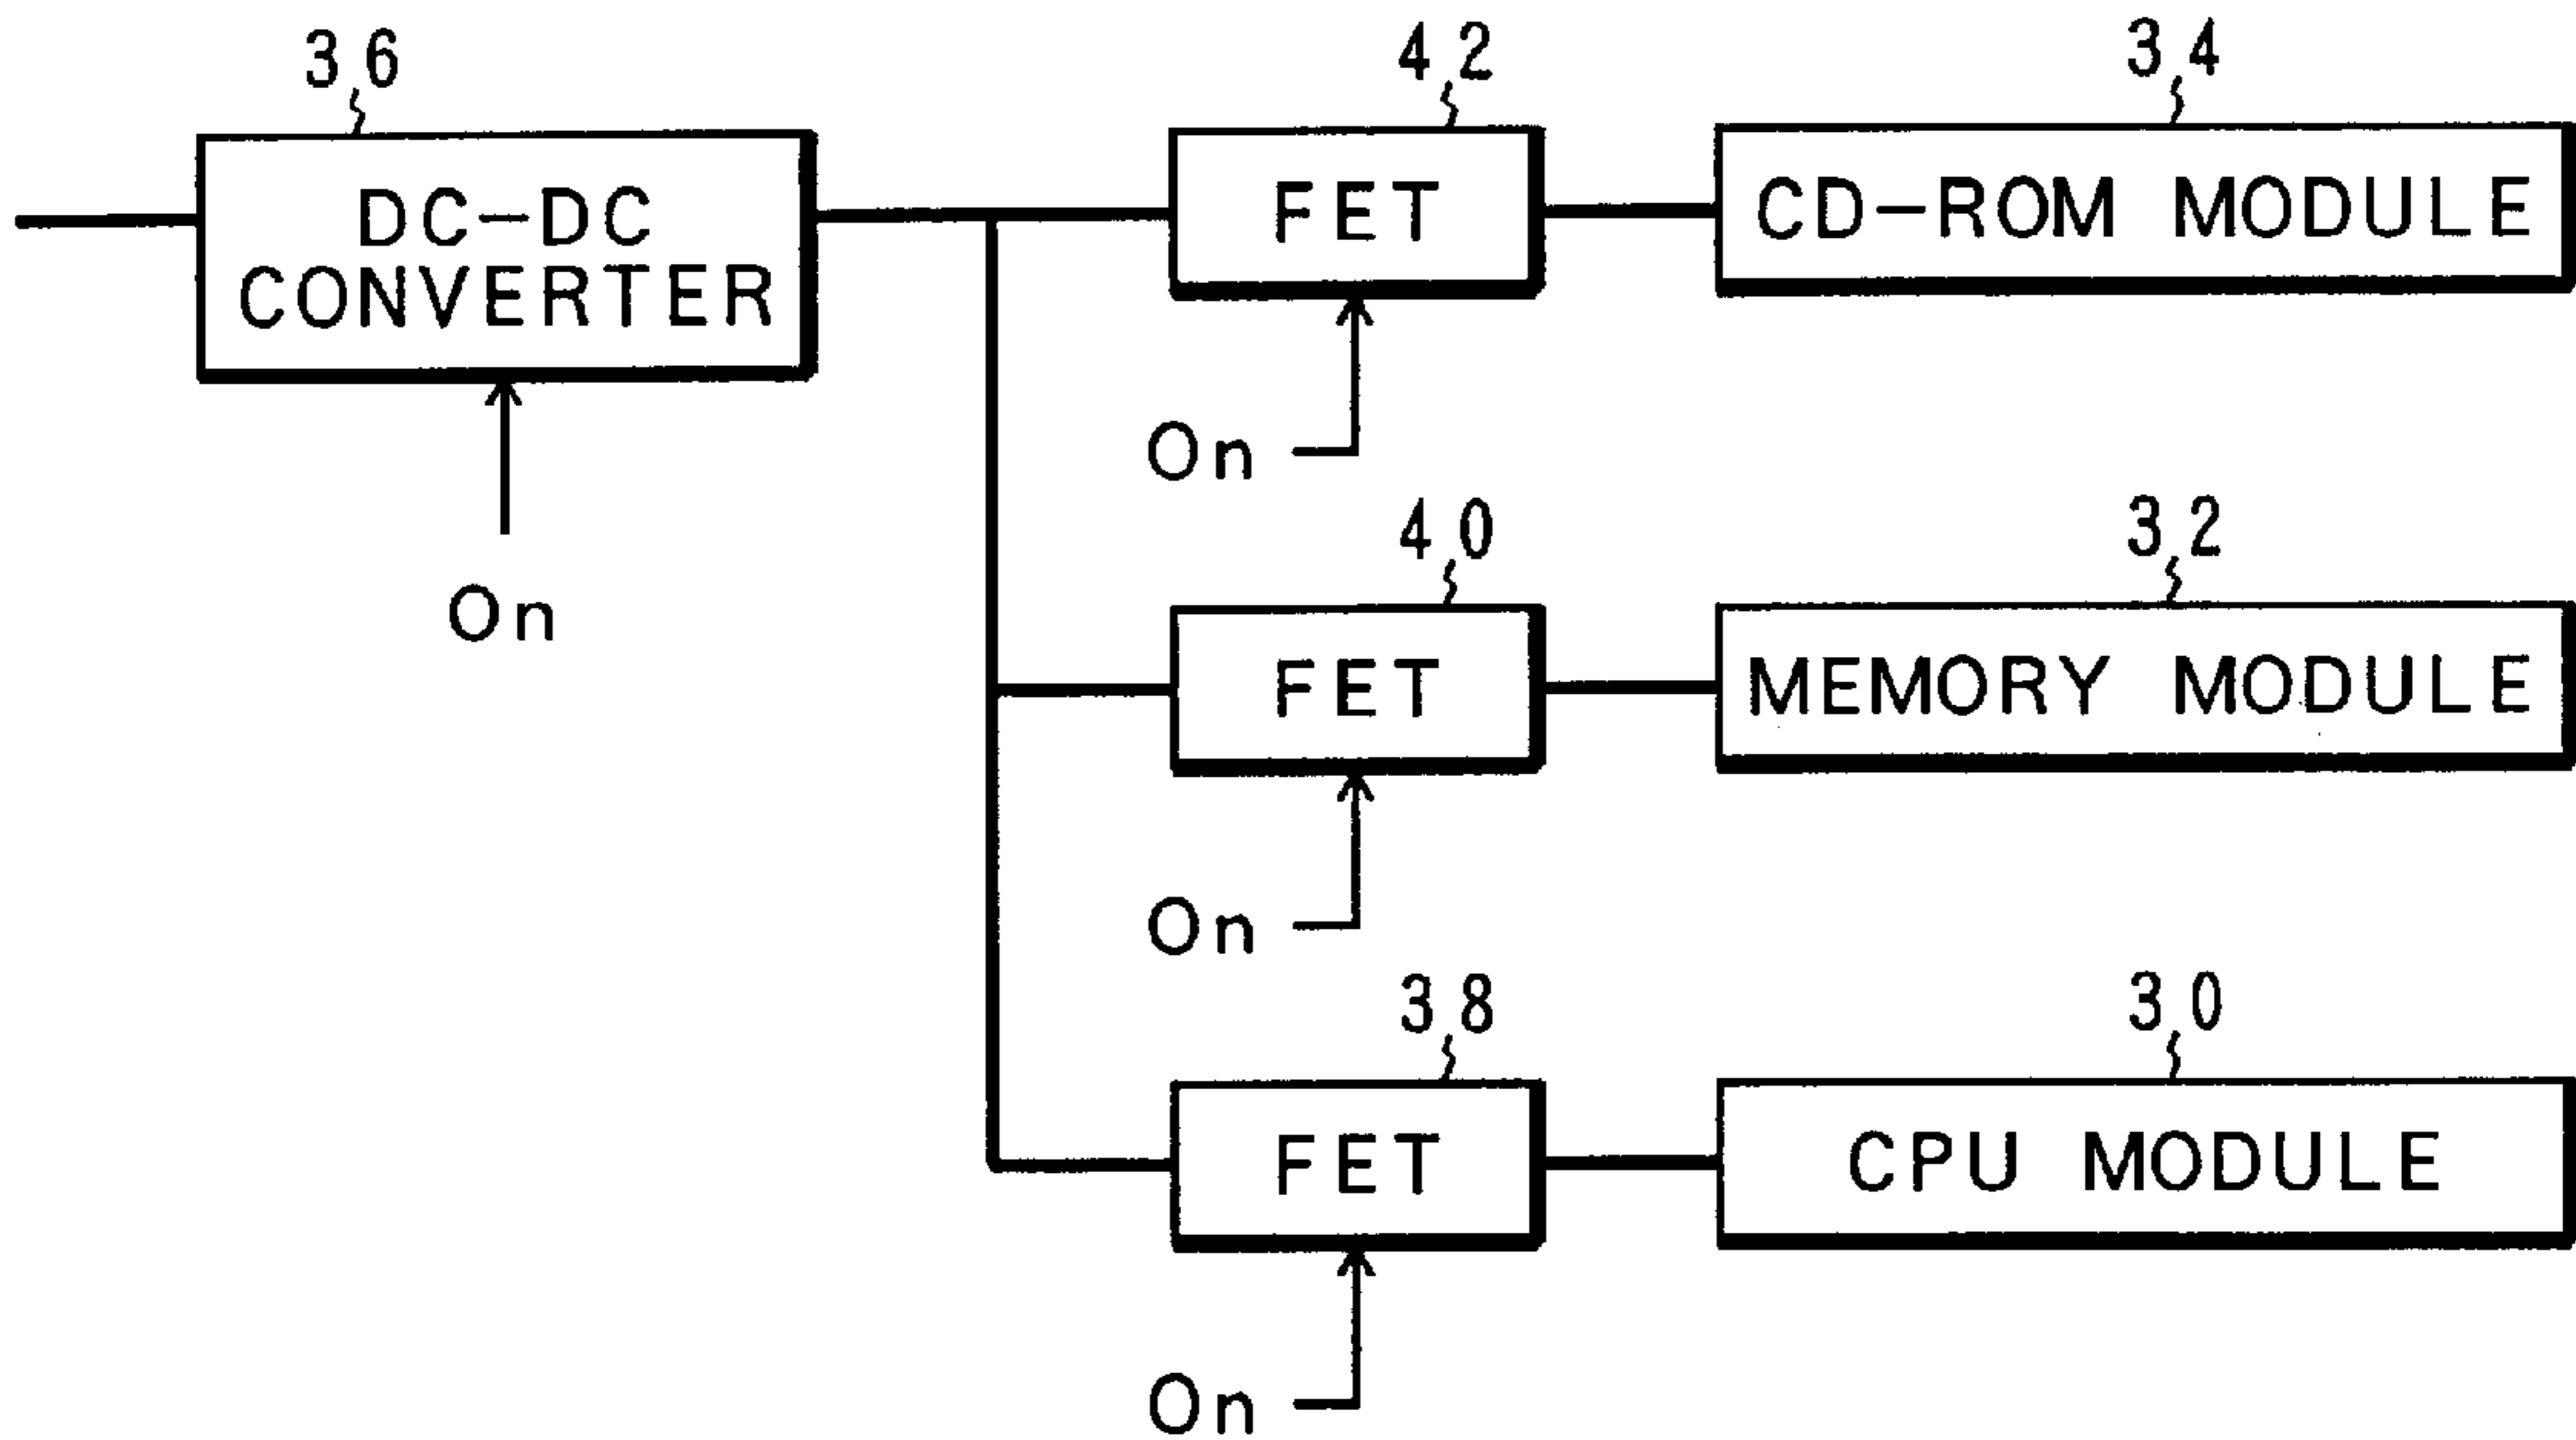 36
42
34
DC-DC
CONVERTER
FET
CD-ROM MODULE
On
On
40
32
FET
MEMORY MODULE
On
38
30
FET
CPU MODULE
On